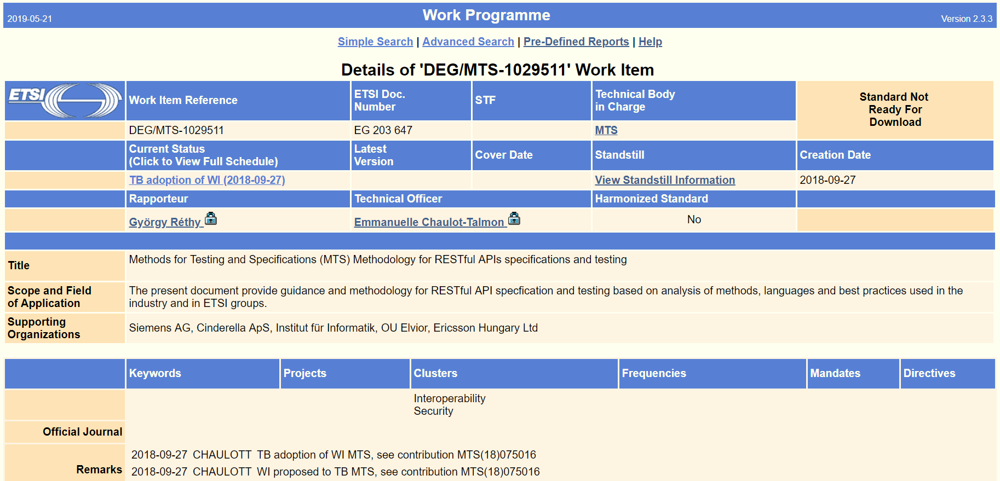 2019-05-21
Work Programme
Version 2.3.3
Simple Search | Advanced Search | Pre-Defined Reports | Help
Details of 'DEG/MTS-1029511' Work Item
ETSI
Work Item Reference
ETSI Doc.
Number
STF
Technical Body
in Charge
Standard Not
Ready For
Download
DEG/MTS-1029511
EG 203 647
MTS
Current Status
(Click to View Full Schedule)
Latest
Version
Cover Date
Standstill
Creation Date
TB adoption of WI (2018-09-27)
View Standstill Information
2018-09-27
Rapporteur
Technical Officer
Harmonized Standard
György Réthy
Emmanuelle Chaulot-Talmon
No
Title
Methods for Testing and Specifications (MTS) Methodology for RESTful APIs specifications and testing
Scope and Field
of Application
The present document provide guidance and methodology for RESTful API specfication and testing based on analysis of methods, languages and best practices used in the
industry and in ETSI groups.
Supporting
Organizations
Siemens AG, Cinderella ApS, Institut für Informatik, OU Elvior, Ericsson Hungary Ltd
Keywords
Projects
Clusters
Frequencies
Mandates
Directives
Interoperability
Security
Official Journal
Remarks
2018-09-27 CHAULOTT TB adoption of WI MTS, see contribution MTS(18)075016
2018-09-27 CHAULOTT WI proposed to TB MTS, see contribution MTS(18)075016